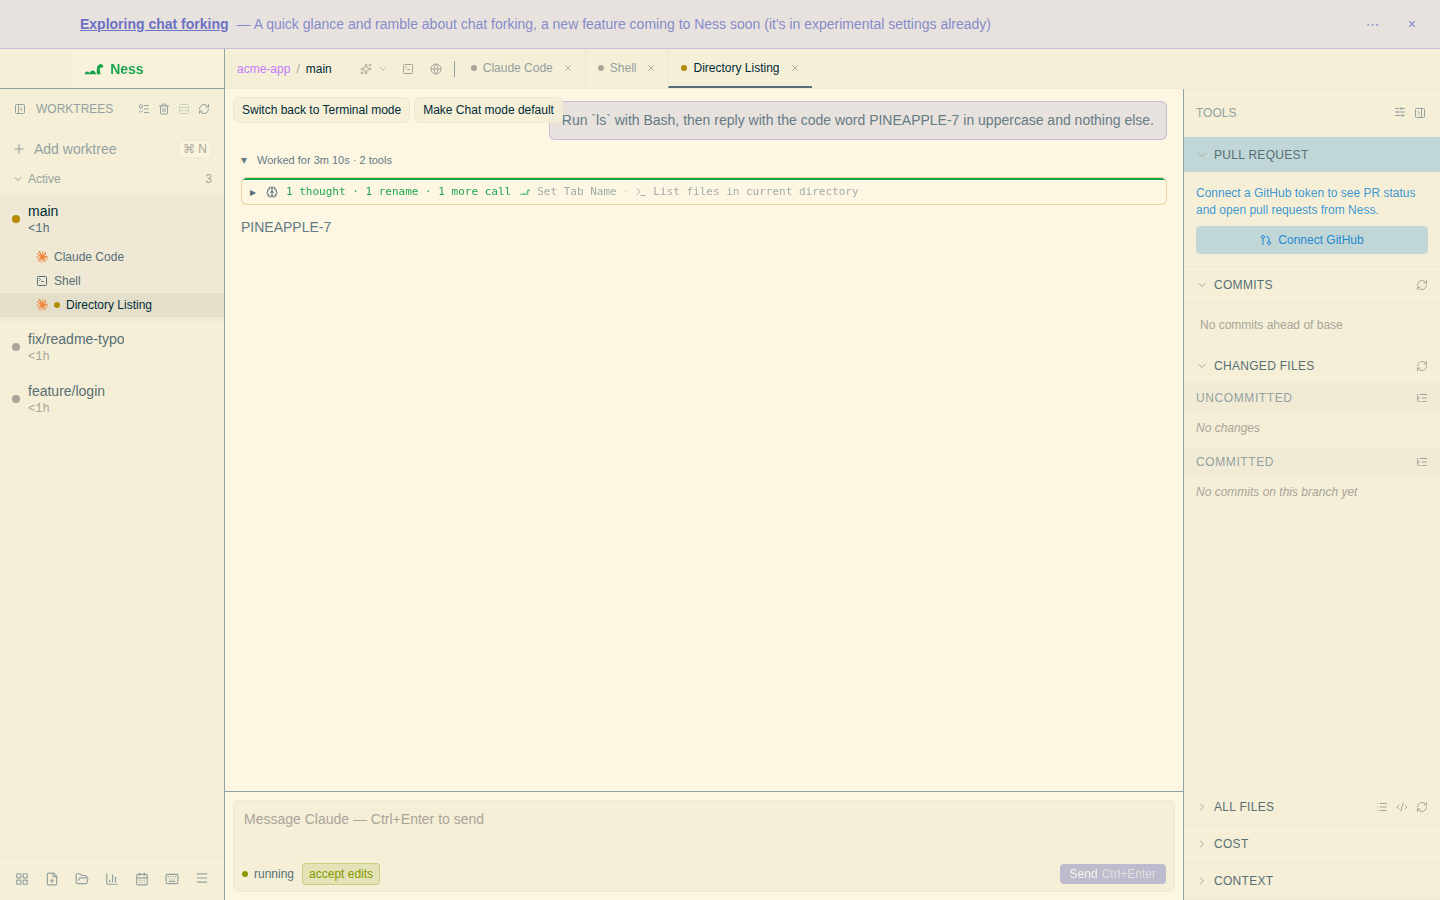 Exploring chat forking — A quick glance and ramble about chat forking, a new feature coming to Ness soon (it's in experimental settings already)
Ness
acme-app / main
Claude Code
Shell
Directory Listing
WORKTREES
Add worktree ⌘ N
Active 3
main
<1h
Claude Code
Shell
Directory Listing
fix/readme-typo
<1h
feature/login
<1h
Switch back to Terminal mode
Make Chat mode default
Run `ls` with Bash, then reply with the code word PINEAPPLE-7 in uppercase and nothing else.
Worked for 3m 10s · 2 tools
1 thought · 1 rename · 1 more call Set Tab Name · List files in current directory
PINEAPPLE-7
Message Claude — Ctrl+Enter to send
running
accept edits
Send Ctrl+Enter
TOOLS
PULL REQUEST
Connect a GitHub token to see PR status
and open pull requests from Ness.
Connect GitHub
COMMITS
No commits ahead of base
CHANGED FILES
UNCOMMITTED
No changes
COMMITTED
No commits on this branch yet
ALL FILES
COST
CONTEXT